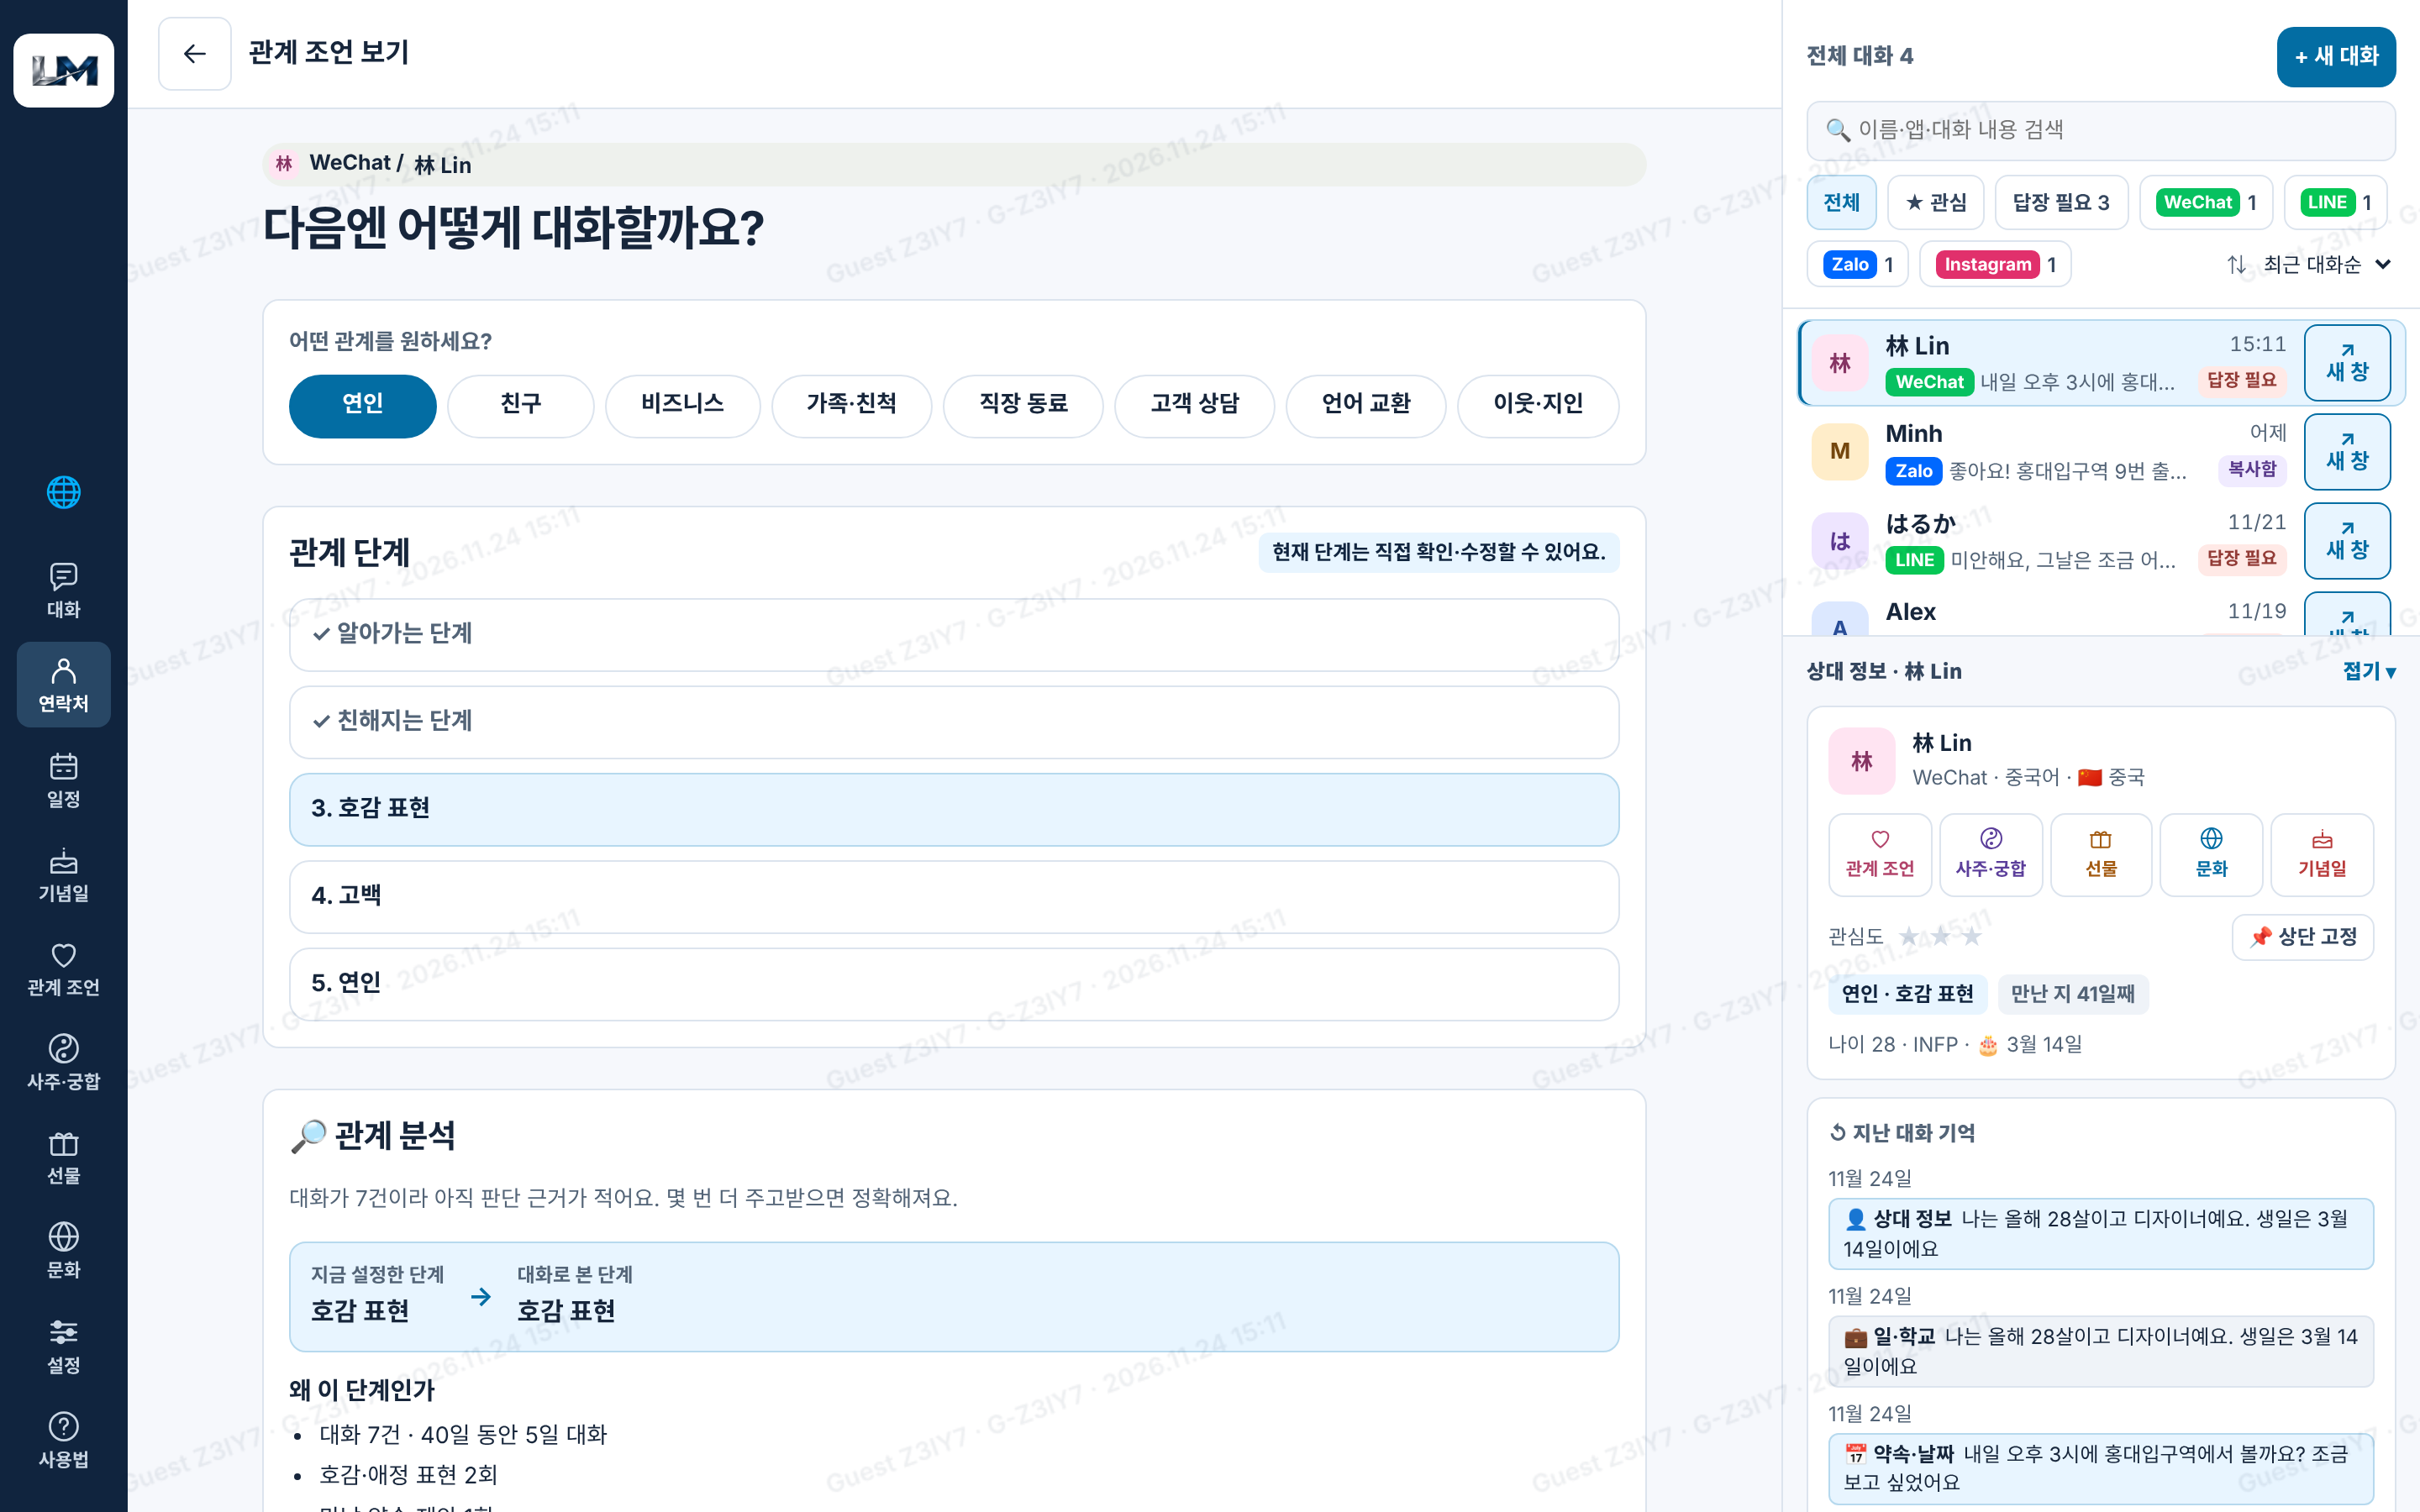 LM
대화
연락처
일정
기념일
관계 조언
사주·궁합
선물
문화
설정
사용법
← 관계 조언 보기
林 WeChat / 林 Lin
다음엔 어떻게 대화할까요?
어떤 관계를 원하세요?
연인 친구 비즈니스 가족·친척 직장 동료 고객 상담 언어 교환 이웃·지인
관계 단계
현재 단계는 직접 확인·수정할 수 있어요.
✓ 알아가는 단계
✓ 친해지는 단계
3. 호감 표현
4. 고백
5. 연인
🔎 관계 분석
대화가 7건이라 아직 판단 근거가 적어요. 몇 번 더 주고받으면 정확해져요.
지금 설정한 단계 → 대화로 본 단계
호감 표현 호감 표현
왜 이 단계인가
• 대화 7건 · 40일 동안 5일 대화
• 호감·애정 표현 2회
전체 대화 4
+ 새 대화
🔍 이름·앱·대화 내용 검색
전체 ★ 관심 답장 필요 3 WeChat 1 LINE 1
Zalo 1 Instagram 1 ⇅ 최근 대화순
林 林 Lin 15:11 ↗ 새 창
WeChat 내일 오후 3시에 홍대... 답장 필요
M Minh 어제 ↗ 새 창
Zalo 좋아요! 홍대입구역 9번 출... 복사함
は はるか 11/21 ↗ 새 창
LINE 미안해요, 그날은 조금 어... 답장 필요
A Alex 11/19 ↗
상대 정보 · 林 Lin 접기 ▾
林 林 Lin
WeChat · 중국어 · 🇨🇳 중국
관계 조언 사주·궁합 선물 문화 기념일
관심도 ★ ★ ★ 📌 상단 고정
연인 · 호감 표현 만난 지 41일째
나이 28 · INFP · 🎂 3월 14일
지난 대화 기억
11월 24일
👤 상대 정보 나는 올해 28살이고 디자이너예요. 생일은 3월
14일이에요
11월 24일
💼 일·학교 나는 올해 28살이고 디자이너예요. 생일은 3월 14
일이에요
11월 24일
📅 약속·날짜 내일 오후 3시에 홍대입구역에서 볼까요? 조금
보고 싶었어요
Guest Z3IY7 · G-Z3IY7 · 2026.11.24 15:11